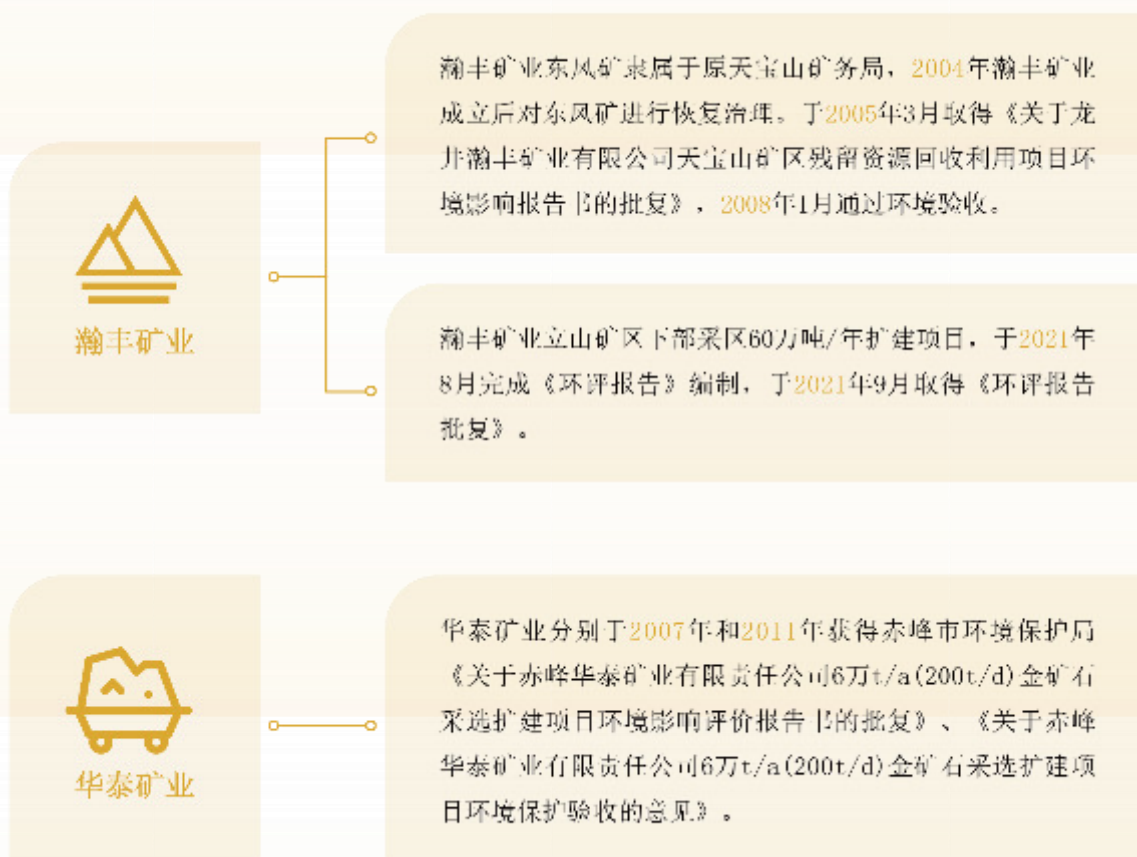 瀚丰矿业东风矿隶属于原天宝山矿务局，2004年瀚丰矿业
成立后对东风矿进行恢复治理。于2005年3月取得《关于龙
井瀚丰矿业有限公司天宝山矿区残留资源回收利用项目环
境影响报告书的批复》，2008年1月通过环境验收。
瀚丰矿业
瀚丰矿业立山矿区下部采区60万吨/年扩建项目，于2021年
8月完成《环评报告》编制，于2021年9月取得《环评报告
批复》。
华泰矿业分别于2007年和2011年获得赤峰市环境保护局
《关于赤峰华泰矿业有限责任公司6万t/a(200t/d)金矿石
采选扩建项目环境影响评价报告书的批复》、《关于赤峰
华泰矿业有限责任公司6万t/a(200t/d)金矿石采选扩建项
目环境保护验收的意见》。
华泰矿业